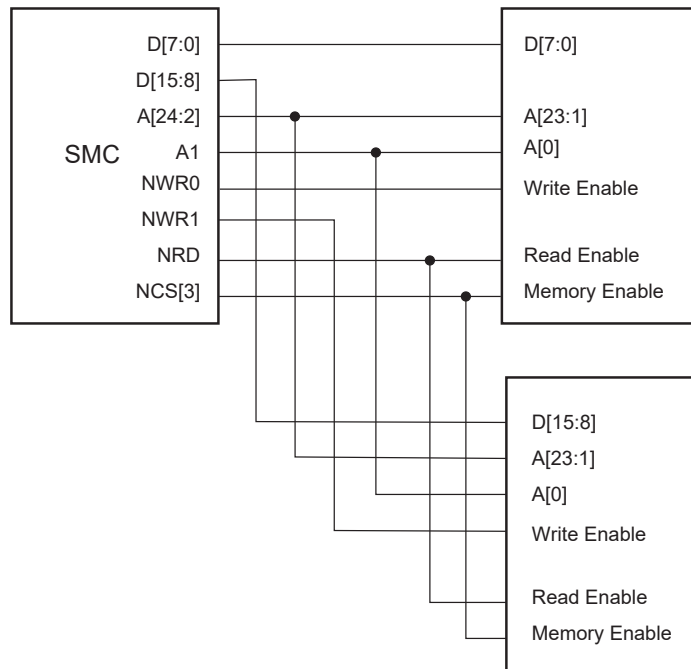 SMC
D[7:0]
D[15:8]
A[24:2]
A1
NWR0
NWR1
NRD
NCS[3]
D[7:0]
A[23:1]
A[0]
Write Enable
Read Enable
Memory Enable
D[15:8]
A[23:1]
A[0]
Write Enable
Read Enable
Memory Enable